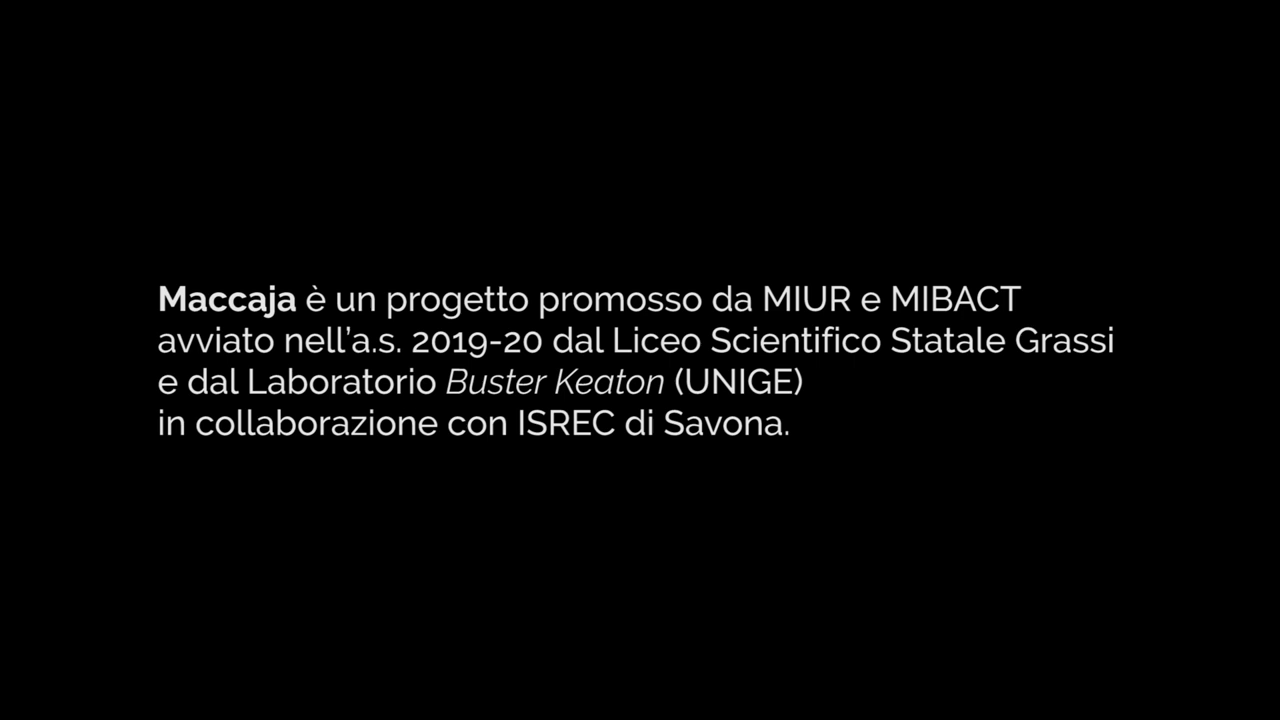 Maccaja è un progetto promosso da MIUR e MIBACT
avviato nell’a.s. 2019-20 dal Liceo Scientifico Statale Grassi
e dal Laboratorio Buster Keaton (UNIGE)
in collaborazione con ISREC di Savona.